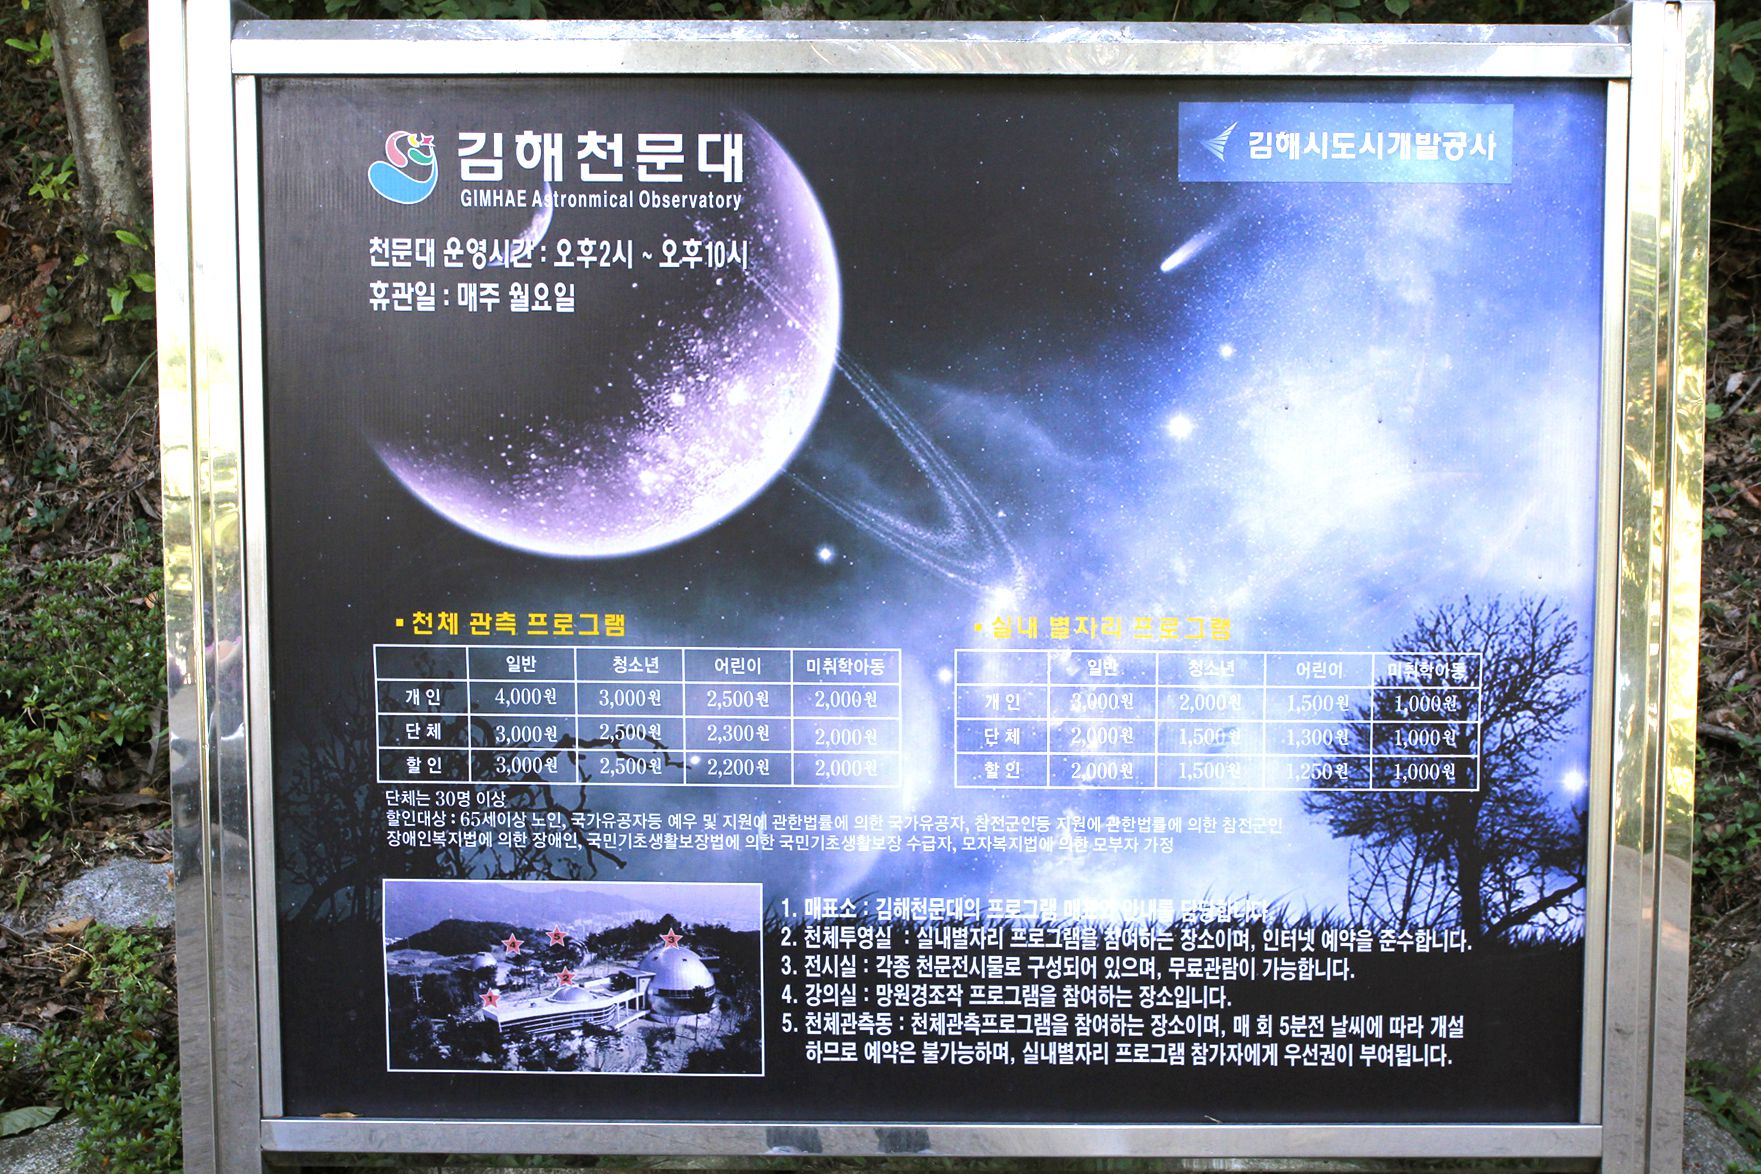 김해천문대
GIMHAE Astronmical Observatory
김해시도시개발공사
천문대 운영시간 : 오후2시 ~ 오후10시
휴관일 : 매주 월요일
▪천체 관측 프로그램
일반 청소년 어린이 미취학아동
개 인 4,000원 3,000원 2,500원 2,000원
단 체 3,000원 2,500원 2,300원 2,000원
할 인 3,000원 2,500원 2,200원 2,000원
▪실내 별자리 프로그램
일반 청소년 어린이 미취학아동
개 인 3,000원 2,000원 1,500원 1,000원
단 체 2,000원 1,500원 1,300원 1,000원
할 인 2,000원 1,500원 1,250원 1,000원
단체는 30명 이상
할인대상 : 65세이상 노인, 국가유공자등 예우 및 지원에 관한법률에 의한 국가유공자, 참전군인등 지원에 관한법률에 의한 참전군인
장애인복지법에 의한 장애인, 국민기초생활보장법에 의한 국민기초생활보장 수급자, 모자복지법에 의한 모부자 가정
1. 매표소 : 김해천문대의 프로그램 매표와 안내를 담당합니다.
2. 천체투영실 : 실내별자리 프로그램을 참여하는 장소이며, 인터넷 예약을 준수합니다.
3. 전시실 : 각종 천문전시물로 구성되어 있으며, 무료관람이 가능합니다.
4. 강의실 : 망원경조작 프로그램을 참여하는 장소입니다.
5. 천체관측동 : 천체관측프로그램을 참여하는 장소이며, 매 회 5분전 날씨에 따라 개설
하므로 예약은 불가능하며, 실내별자리 프로그램 참가자에게 우선권이 부여됩니다.
4
5
3
2
1